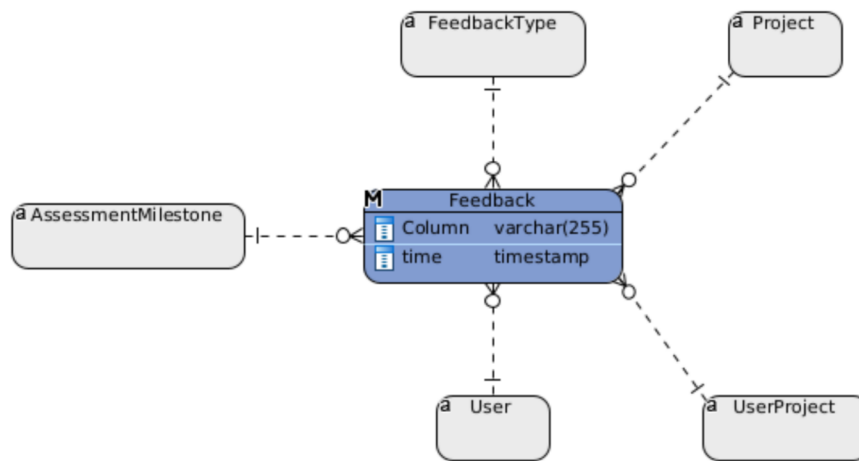 a FeedbackType
a Project
M Feedback
Column varchar(255)
time timestamp
a AssessmentMilestone
a User
a UserProject